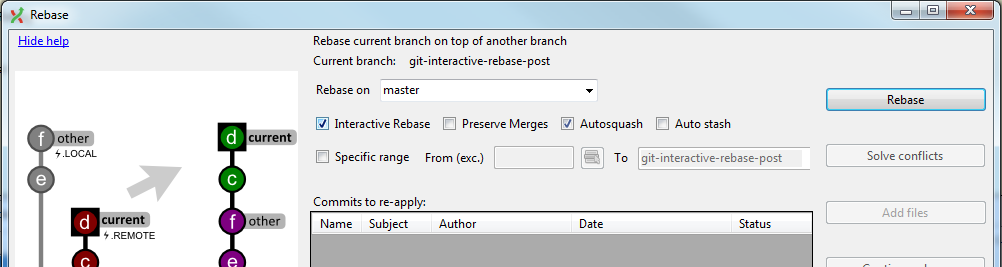 Rebase
Hide help
Rebase current branch on top of another branch
Current branch: git-interactive-rebase-post
Rebase on master
Rebase
Interactive Rebase Preserve Merges Autosquash Auto stash
Specific range From (exc.) To git-interactive-rebase-post
Solve conflicts
Commits to re-apply:
Name Subject Author Date Status
Add files
f other
.LOCAL
e
d current
.REMOTE
c
d current
c
f other
e